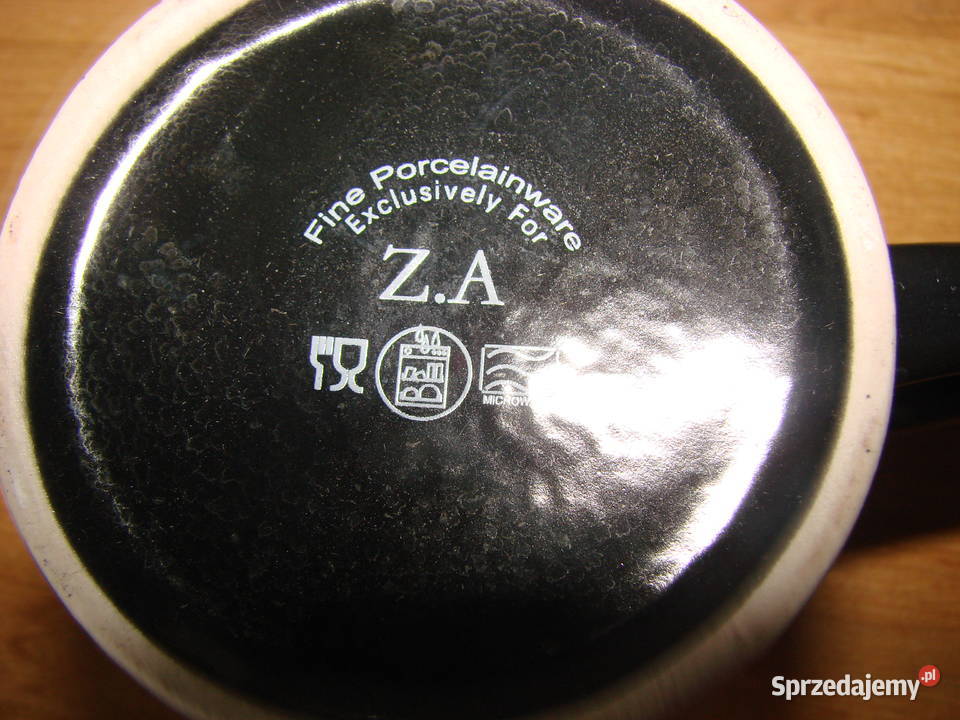 Fine Porcelainware
Exclusively For
Z.A
Sprzedajemy.pl